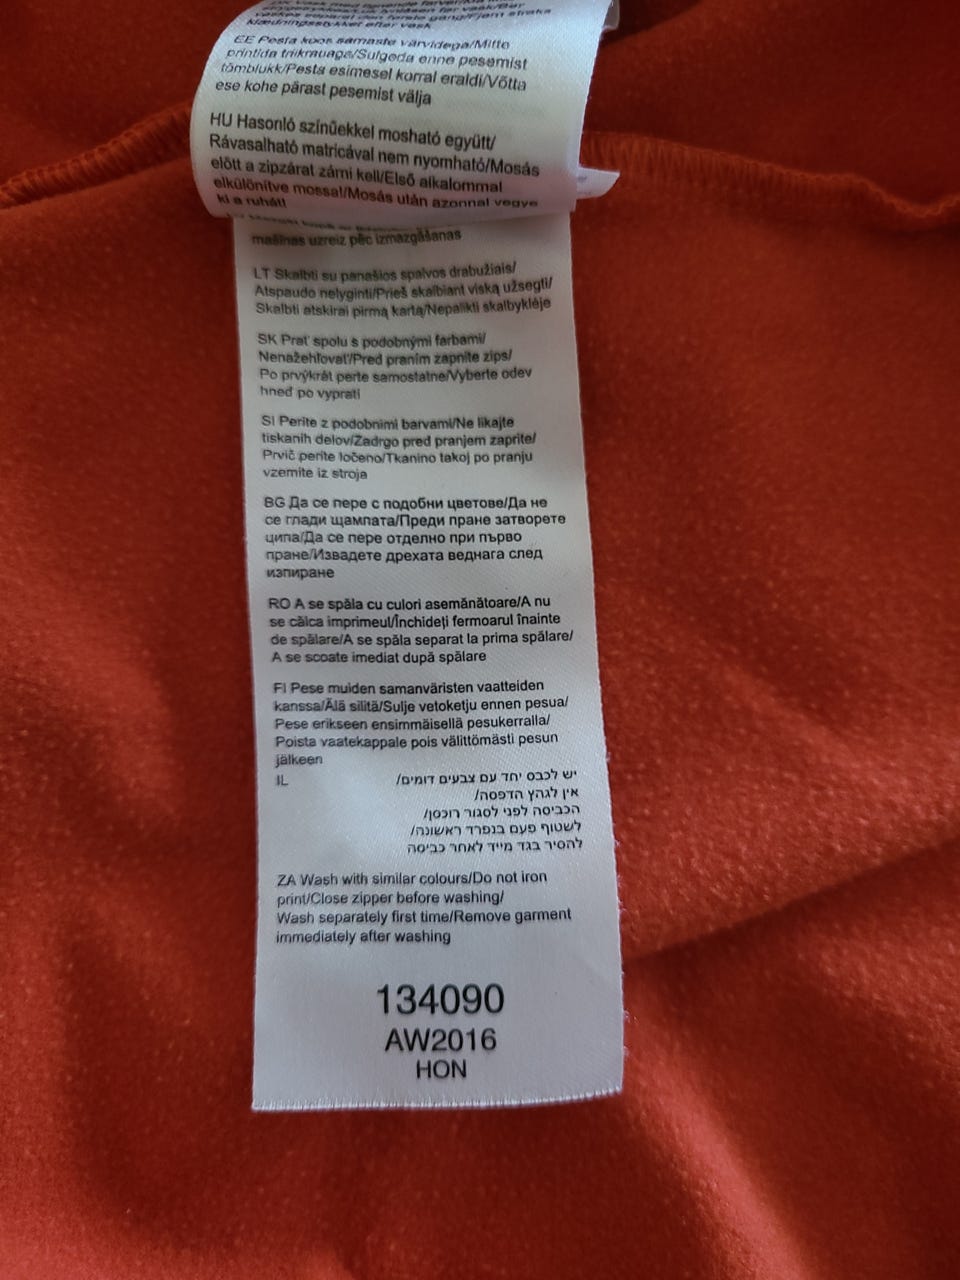 klædningsstykket efter vask
EE Pesta koos samaste värvidega/Mitte
printida triikrauaga/Sulgeda enne pesemist
tõmblukk/Pesta esimesel korral eraldi/Võtta
ese kohe pärast pesemist välja
HU Hasonló színűekkel mosható együtt/
Rávasalható matricával nem nyomható/Mosás
előtt a zipzárat zárni kell/Első alkalommal
elkülönítve mossa!/Mosás után azonnal vegye
ki a ruhát!
mašīnas uzreiz pēc izmazgāšanas
LT Skalbti su panašios spalvos drabužiais/
Atspaudo nelyginti/Prieš skalbiant viską užsegti/
Skalbti atskirai pirmą kartą/Nepalikti skalbyklėje
SK Prať spolu s podobnými farbami/
Nenažehľovať/Pred praním zapnite zips/
Po prvýkrát perte samostatne/Vyberte odev
hneď po vypratí
SI Perite z podobnimi barvami/Ne likajte
tiskanih delov/Zadrgo pred pranjem zaprite/
Prvič perite ločeno/Tkanino takoj po pranju
vzemite iz stroja
BG Да се пере с подобни цветове/Да не
се глади щампата/Преди пране затворете
ципа/Да се пере отделно при първо
пране/Извадете дрехата веднага след
изпиране
RO A se spăla cu culori asemănătoare/A nu
se călca imprimeul/Închideți fermoarul înainte
de spălare/A se spăla separat la prima spălare/
A se scoate imediat după spălare
FI Pese muiden samanväristen vaatteiden
kanssa/Älä silitä/Sulje vetoketju ennen pesua/
Pese erikseen ensimmäisellä pesukerralla/
Poista vaatekappale pois välittömästi pesun
jälkeen
IL יש לכבס יחד עם צבעים דומים/
אין לגהץ הדפסה/
הכביסה לפני לסגור רוכסן/
לשטוף פעם בנפרד ראשונה/
להסיר בגד מייד לאחר כביסה
ZA Wash with similar colours/Do not iron
print/Close zipper before washing/
Wash separately first time/Remove garment
immediately after washing
134090
AW2016
HON